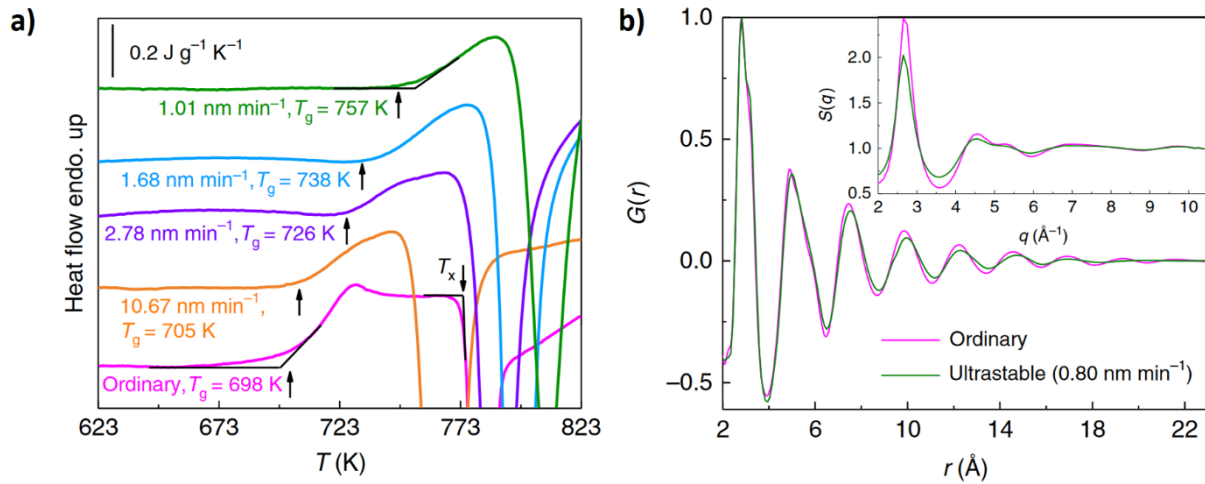 a)
0.2 J g⁻¹ K⁻¹
1.01 nm min⁻¹, Tg = 757 K
1.68 nm min⁻¹, Tg = 738 K
2.78 nm min⁻¹, Tg = 726 K
10.67 nm min⁻¹,
Tg = 705 K
Tx
Ordinary, Tg = 698 K
Heat flow endo. up
623 673 723 773 823
T (K)
b)
1.0
0.5
0.0
−0.5
G(r)
2 6 10 14 18 22
r (Å)
2.0
1.5
1.0
0.5
S(q)
2 3 4 5 6 7 8 9 10
q (Å⁻¹)
Ordinary
Ultrastable (0.80 nm min⁻¹)